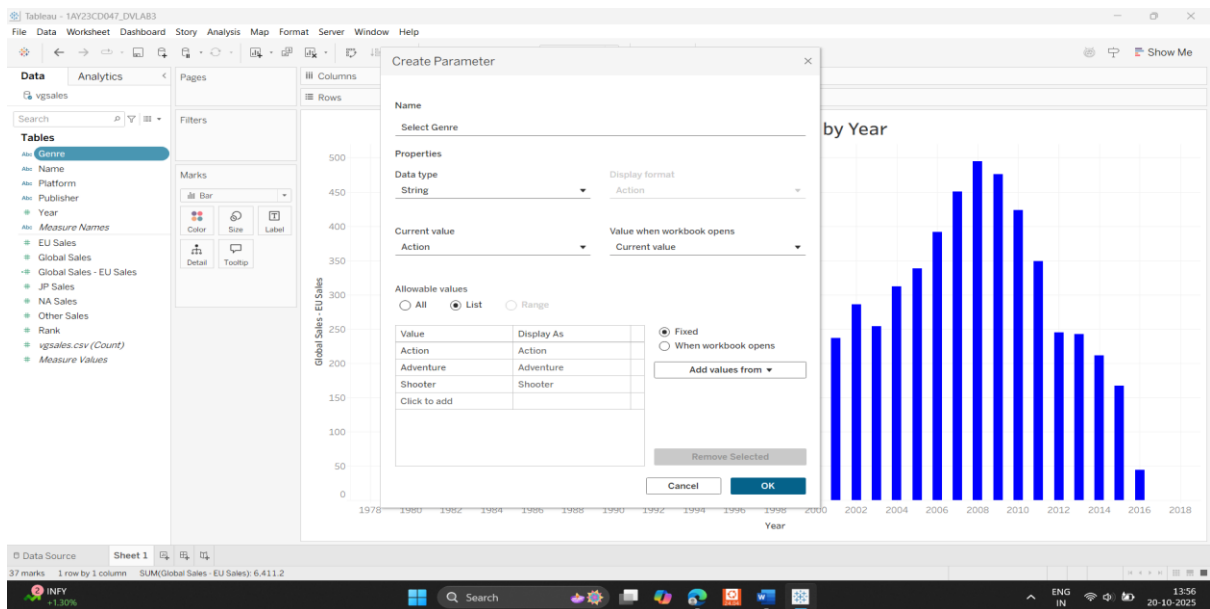 Tableau - 1AY23CD047_DVLAB3
File Data Worksheet Dashboard Story Analysis Map Format Server Window Help
Show Me
Data Analytics
vgsales
Search
Tables
Abc Genre
Abc Name
Abc Platform
Abc Publisher
# Year
Abc Measure Names
# EU Sales
# Global Sales
=# Global Sales - EU Sales
# JP Sales
# NA Sales
# Other Sales
# Rank
# vgsales.csv (Count)
# Measure Values
Pages
Filters
Marks
Bar
Color Size Label
Detail Tooltip
Columns
Rows
by Year
Global Sales - EU Sales
500
450
400
350
300
250
200
150
100
50
0
1978 1980 1982 1984 1986 1988 1990 1992 1994 1996 1998 2000 2002 2004 2006 2008 2010 2012 2014 2016 2018
Year
Create Parameter
Name
Select Genre
Properties
Data type Display format
String Action
Current value Value when workbook opens
Action Current value
Allowable values
All List Range
Value Display As
Action Action
Adventure Adventure
Shooter Shooter
Click to add
Fixed
When workbook opens
Add values from
Remove Selected
Cancel OK
Data Source Sheet 1
37 marks 1 row by 1 column SUM(Global Sales - EU Sales): 6,411.2
2
INFY
+1.30%
Search
ENG
IN
13:56
20-10-2025